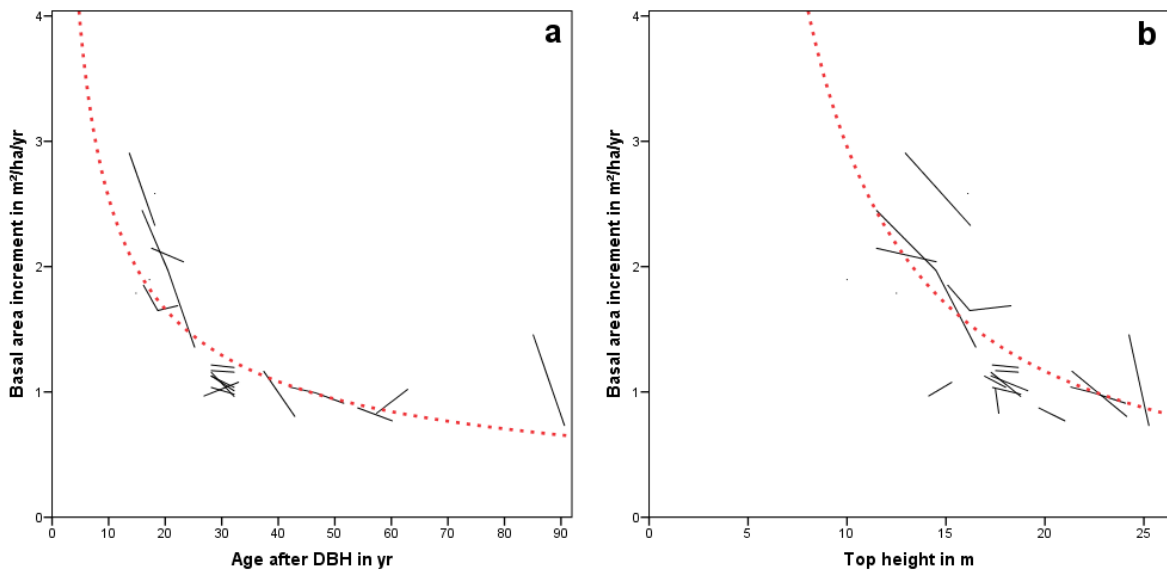 a
Basal area increment in m²/ha/yr
4
3
2
1
0
0 10 20 30 40 50 60 70 80 90
Age after DBH in yr
b
Basal area increment in m²/ha/yr
4
3
2
1
0
0 5 10 15 20 25
Top height in m